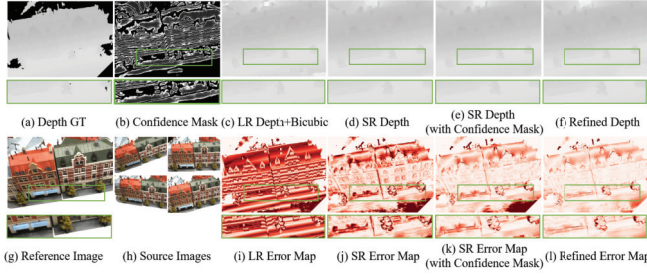 (a) Depth GT
(b) Confidence Mask
(c) LR Depth+Bicubic
(d) SR Depth
(e) SR Depth
(with Confidence Mask)
(f) Refined Depth
(g) Reference Image
(h) Source Images
(i) LR Error Map
(j) SR Error Map
(k) SR Error Map
(with Confidence Mask)
(l) Refined Error Map